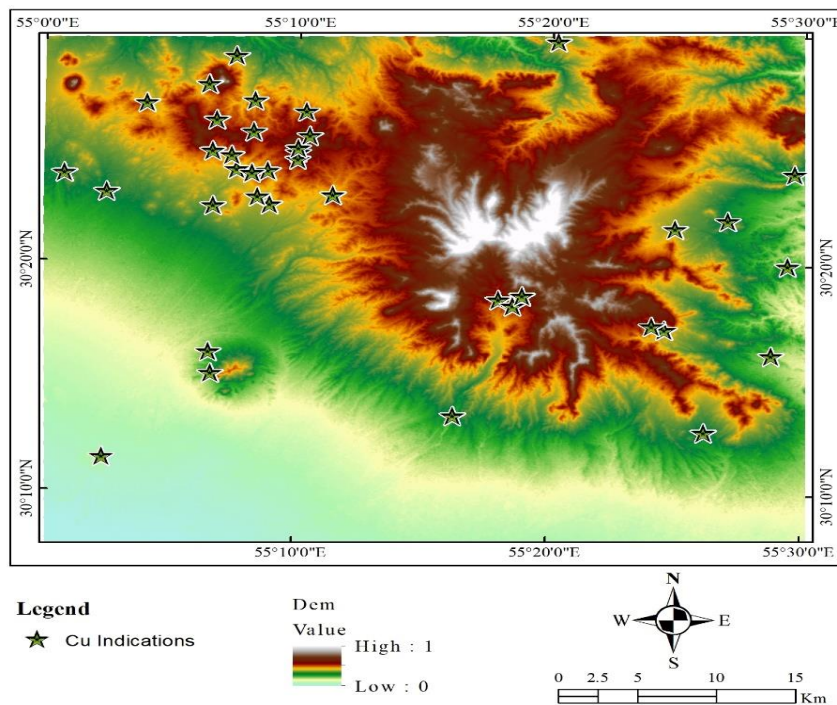 55°0'0"E 55°10'0"E 55°20'0"E 55°30'0"E
30°20'0"N 30°20'0"N
30°10'0"N 30°10'0"N
55°10'0"E 55°20'0"E 55°30'0"E
Legend
Cu Indications
Dem
Value
High : 1
Low : 0
N
W E
S
0 2.5 5 10 15
Km